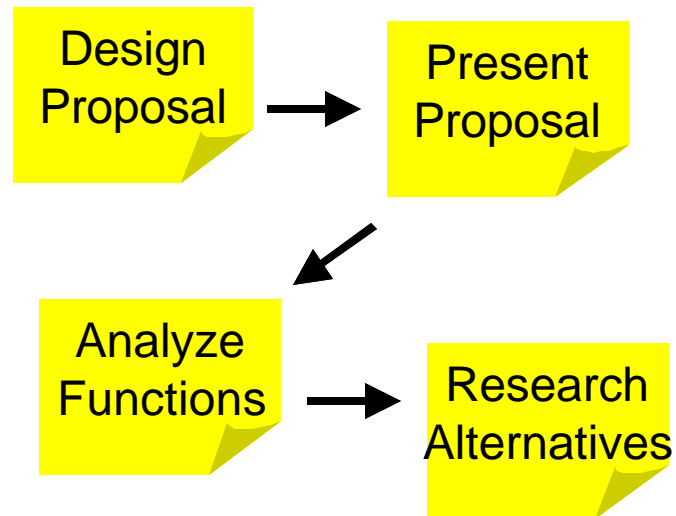 Design
Proposal
Present
Proposal
Analyze
Functions
Research
Alternatives